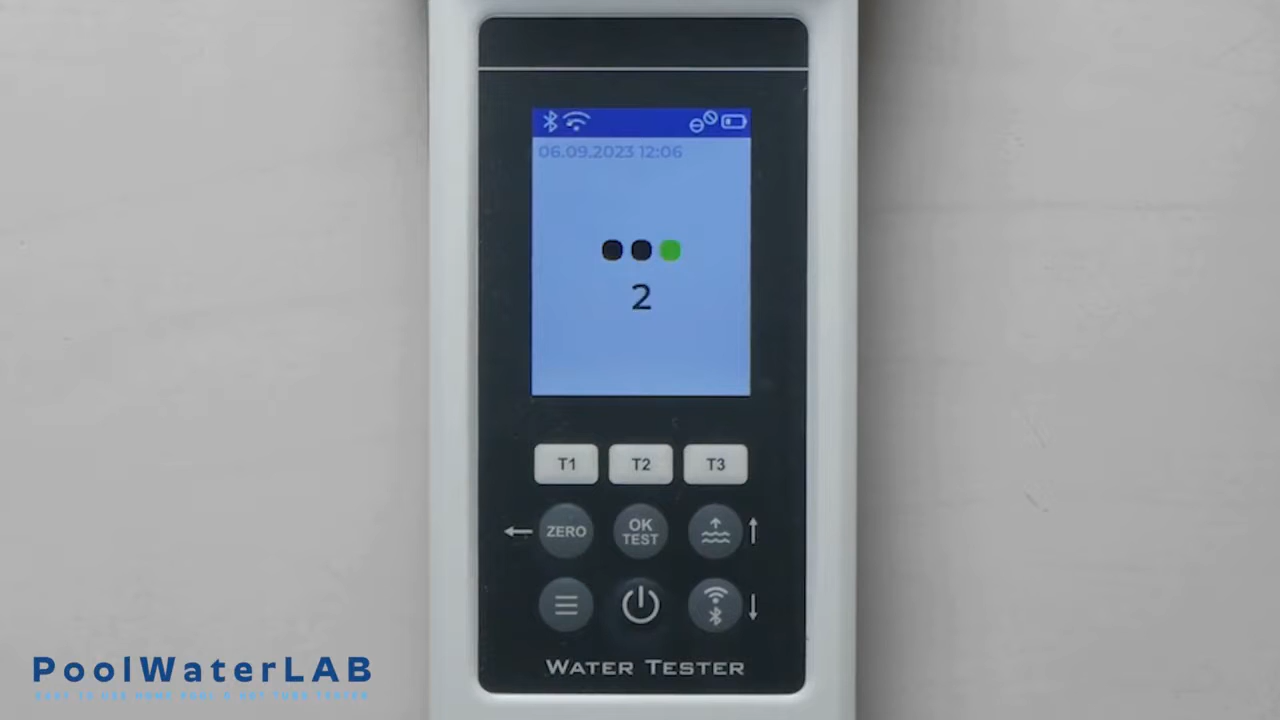 06.09.2023 12:06
2
T1 T2 T3
ZERO OK TEST
WATER TESTER
PoolWaterLAB